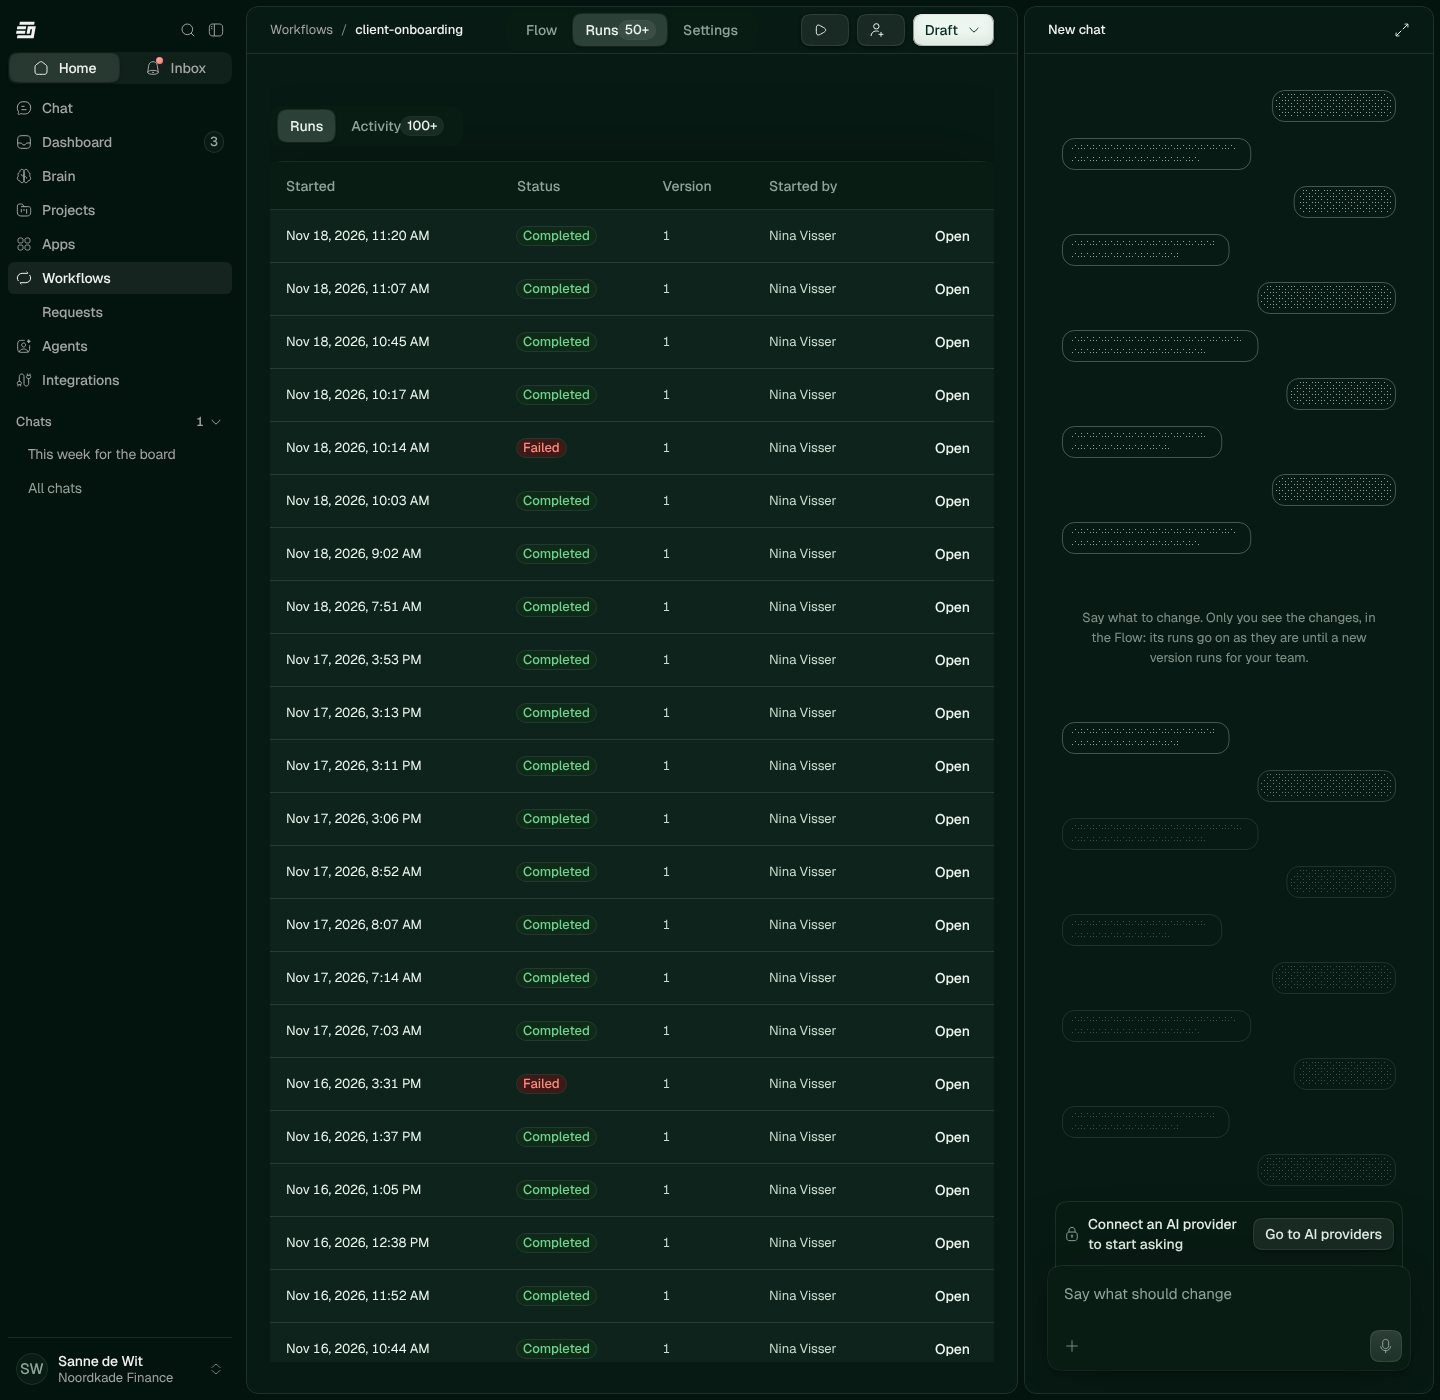 Home
Inbox
Chat
Dashboard 3
Brain
Projects
Apps
Workflows
Requests
Agents
Integrations
Chats 1
This week for the board
All chats
SW
Sanne de Wit
Noordkade Finance
Workflows / client-onboarding
Flow
Runs 50+
Settings
Draft
Runs
Activity 100+
Started Status Version Started by
Nov 18, 2026, 11:20 AM Completed 1 Nina Visser Open
Nov 18, 2026, 11:07 AM Completed 1 Nina Visser Open
Nov 18, 2026, 10:45 AM Completed 1 Nina Visser Open
Nov 18, 2026, 10:17 AM Completed 1 Nina Visser Open
Nov 18, 2026, 10:14 AM Failed 1 Nina Visser Open
Nov 18, 2026, 10:03 AM Completed 1 Nina Visser Open
Nov 18, 2026, 9:02 AM Completed 1 Nina Visser Open
Nov 18, 2026, 7:51 AM Completed 1 Nina Visser Open
Nov 17, 2026, 3:53 PM Completed 1 Nina Visser Open
Nov 17, 2026, 3:13 PM Completed 1 Nina Visser Open
Nov 17, 2026, 3:11 PM Completed 1 Nina Visser Open
Nov 17, 2026, 3:06 PM Completed 1 Nina Visser Open
Nov 17, 2026, 8:52 AM Completed 1 Nina Visser Open
Nov 17, 2026, 8:07 AM Completed 1 Nina Visser Open
Nov 17, 2026, 7:14 AM Completed 1 Nina Visser Open
Nov 17, 2026, 7:03 AM Completed 1 Nina Visser Open
Nov 16, 2026, 3:31 PM Failed 1 Nina Visser Open
Nov 16, 2026, 1:37 PM Completed 1 Nina Visser Open
Nov 16, 2026, 1:05 PM Completed 1 Nina Visser Open
Nov 16, 2026, 12:38 PM Completed 1 Nina Visser Open
Nov 16, 2026, 11:52 AM Completed 1 Nina Visser Open
Nov 16, 2026, 10:44 AM Completed 1 Nina Visser Open
New chat
Say what to change. Only you see the changes, in
the Flow: its runs go on as they are until a new
version runs for your team.
Connect an AI provider
to start asking
Go to AI providers
Say what should change